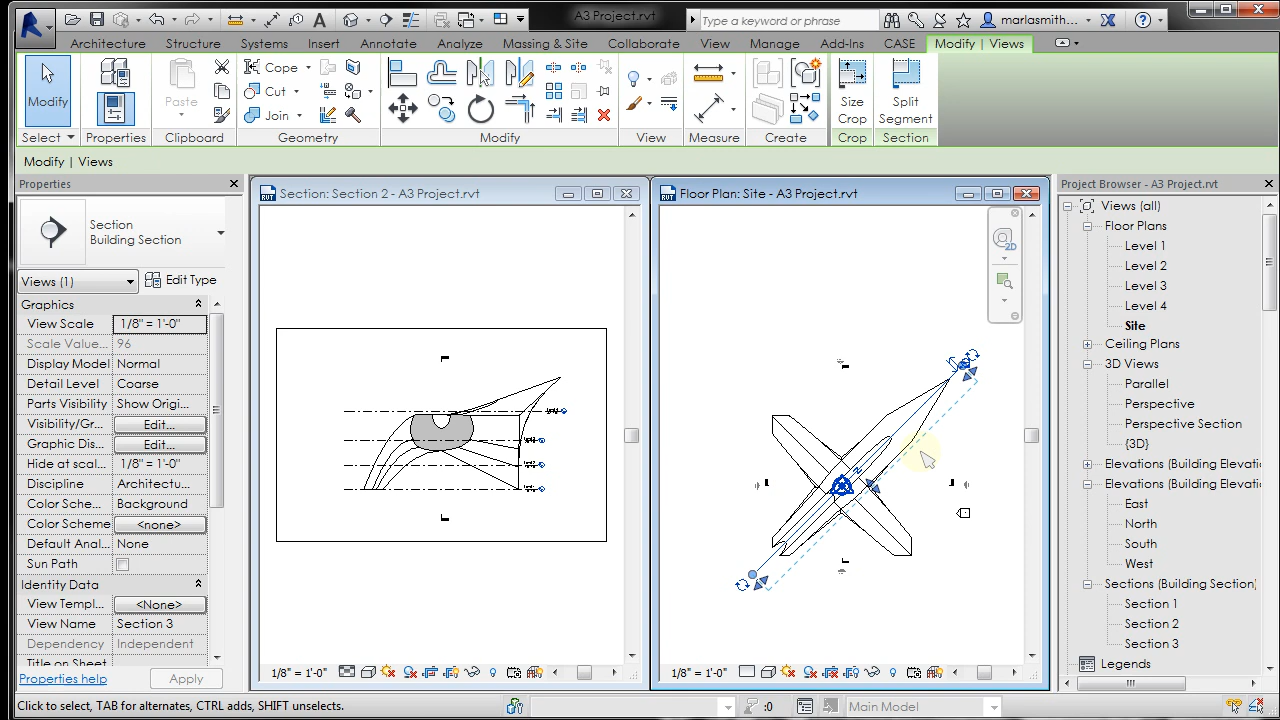 A3 Project.rvt
Type a keyword or phrase
marlasmith...
Architecture Structure Systems Insert Annotate Analyze Massing & Site Collaborate View Manage Add-Ins CASE Modify | Views
Modify
Select
Properties
Paste
Clipboard
Cope
Cut
Join
Geometry
Modify
View
Measure
Create
Size Crop
Crop
Split Segment
Section
Modify | Views
Properties
Section
Building Section
Views (1)
Edit Type
Graphics
View Scale 1/8" = 1'-0"
Scale Value... 96
Display Model Normal
Detail Level Coarse
Parts Visibility Show Origi...
Visibility/Gr... Edit...
Graphic Dis... Edit...
Hide at scal... 1/8" = 1'-0"
Discipline Architectu...
Color Sche... Background
Color Scheme <none>
Default Anal... None
Sun Path
Identity Data
View Templ... <None>
View Name Section 3
Dependency Independent
Title on Sheet
Properties help
Apply
Section: Section 2 - A3 Project.rvt
1/8" = 1'-0"
Floor Plan: Site - A3 Project.rvt
2D
1/8" = 1'-0"
Project Browser - A3 Project.rvt
Views (all)
Floor Plans
Level 1
Level 2
Level 3
Level 4
Site
Ceiling Plans
3D Views
Parallel
Perspective
Perspective Section
{3D}
Elevations (Building Elevati
Elevations (Building Elevati
East
North
South
West
Sections (Building Section)
Section 1
Section 2
Section 3
Legends
Click to select, TAB for alternates, CTRL adds, SHIFT unselects.
:0
Main Model